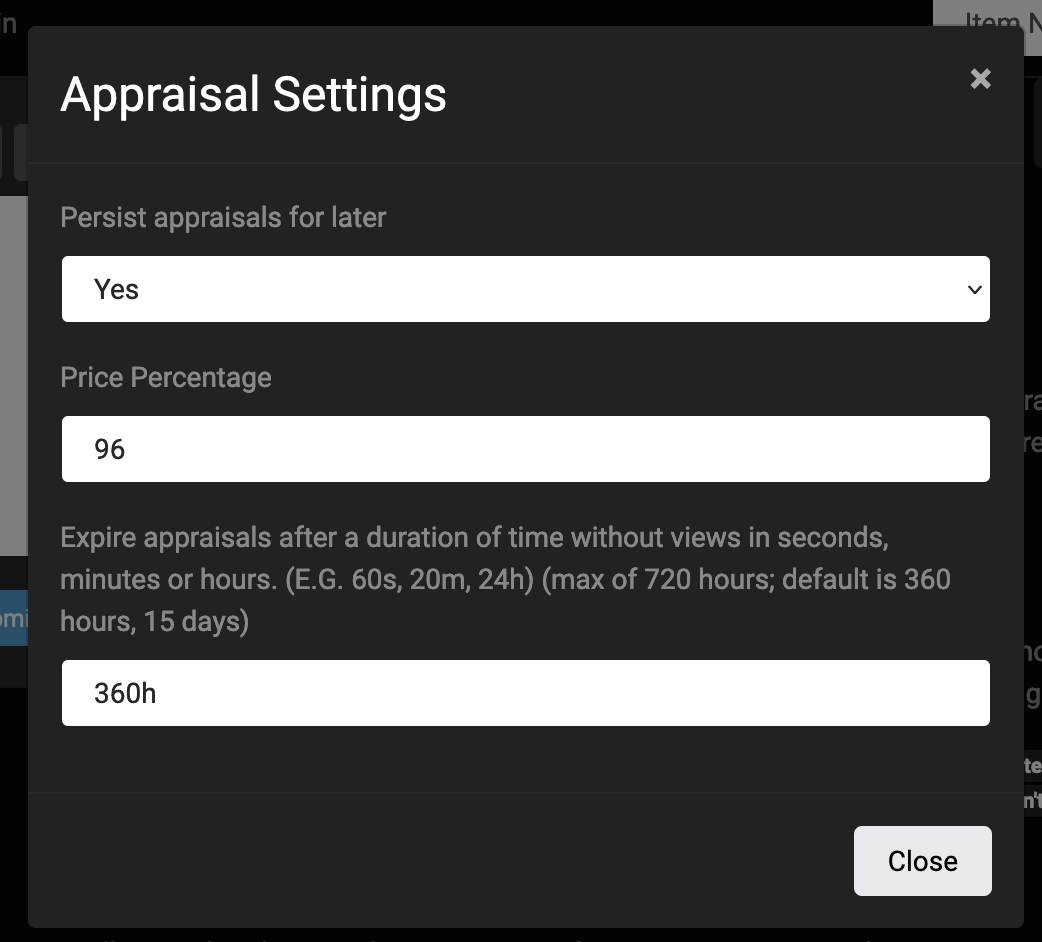 in
Item N
Appraisal Settings
×
Persist appraisals for later
Yes
Price Percentage
96
Expire appraisals after a duration of time without views in seconds,
minutes or hours. (E.G. 60s, 20m, 24h) (max of 720 hours; default is 360
hours, 15 days)
360h
Close